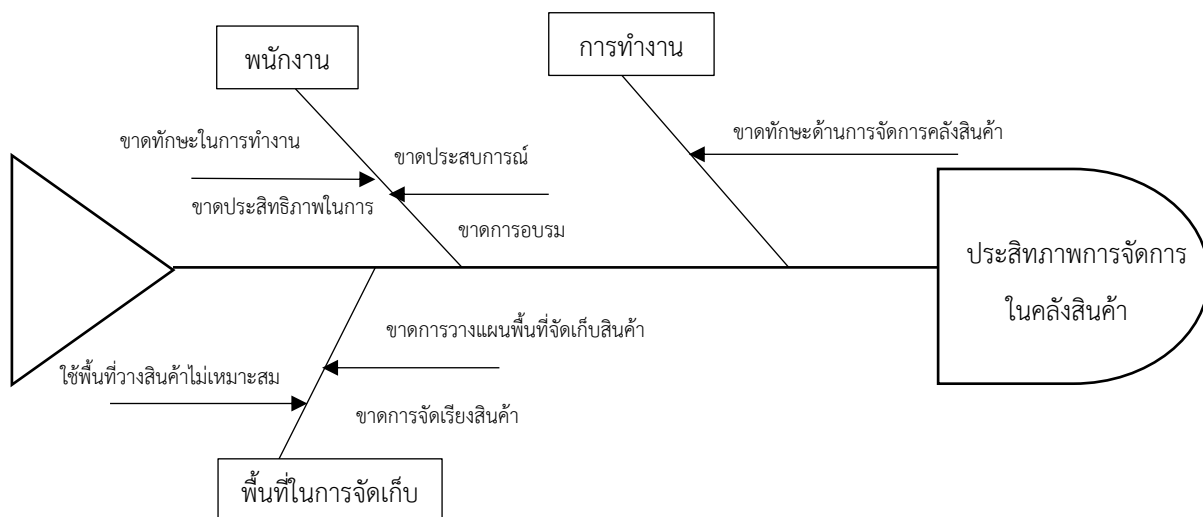 พนักงาน
การทำงาน
ขาดทักษะในการทำงาน
ขาดประสบการณ์
ขาดประสิทธิภาพในการ
ขาดการอบรม
ขาดทักษะด้านการจัดการคลังสินค้า
ประสิทภาพการจัดการ
ในคลังสินค้า
ขาดการวางแผนพื้นที่จัดเก็บสินค้า
ใช้พื้นที่วางสินค้าไม่เหมาะสม
ขาดการจัดเรียงสินค้า
พื้นที่ในการจัดเก็บ